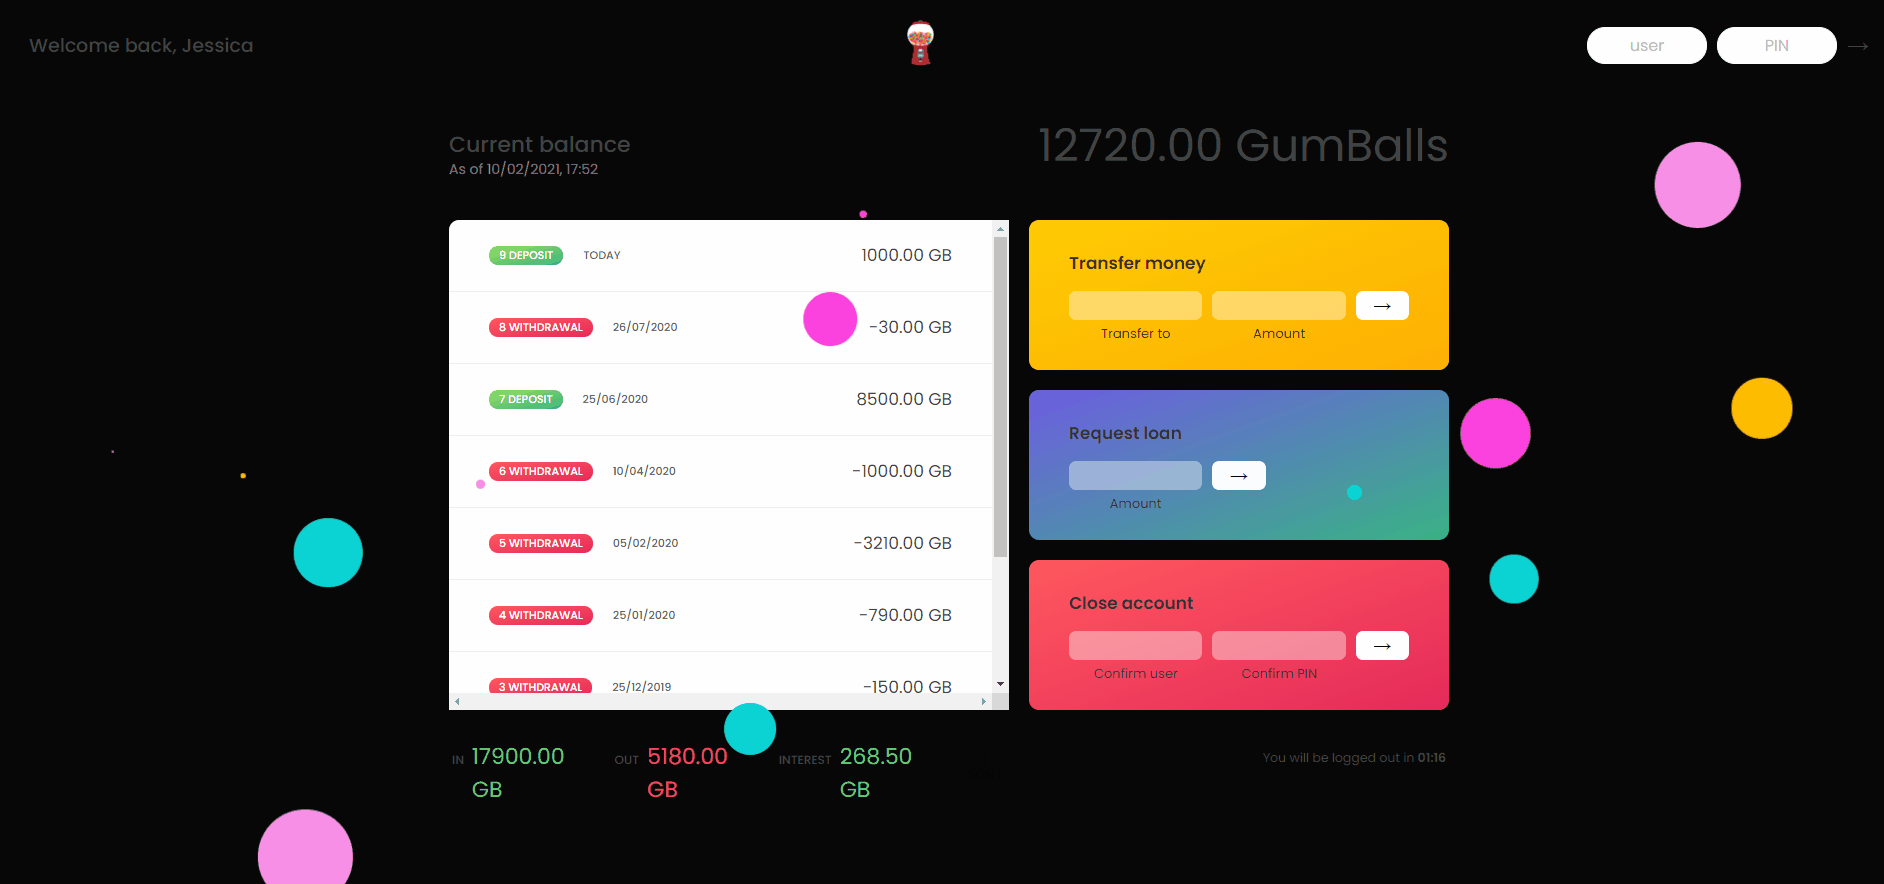 Welcome back, Jessica
user
PIN
→
Current balance
As of 10/02/2021, 17:52
12720.00 GumBalls
9 DEPOSIT TODAY 1000.00 GB
8 WITHDRAWAL 26/07/2020 -30.00 GB
7 DEPOSIT 25/06/2020 8500.00 GB
6 WITHDRAWAL 10/04/2020 -1000.00 GB
5 WITHDRAWAL 05/02/2020 -3210.00 GB
4 WITHDRAWAL 25/01/2020 -790.00 GB
3 WITHDRAWAL 25/12/2019 -150.00 GB
Transfer money
→
Transfer to Amount
Request loan
→
Amount
Close account
→
Confirm user Confirm PIN
IN 17900.00 GB
OUT 5180.00 GB
INTEREST 268.50 GB
You will be logged out in 01:16